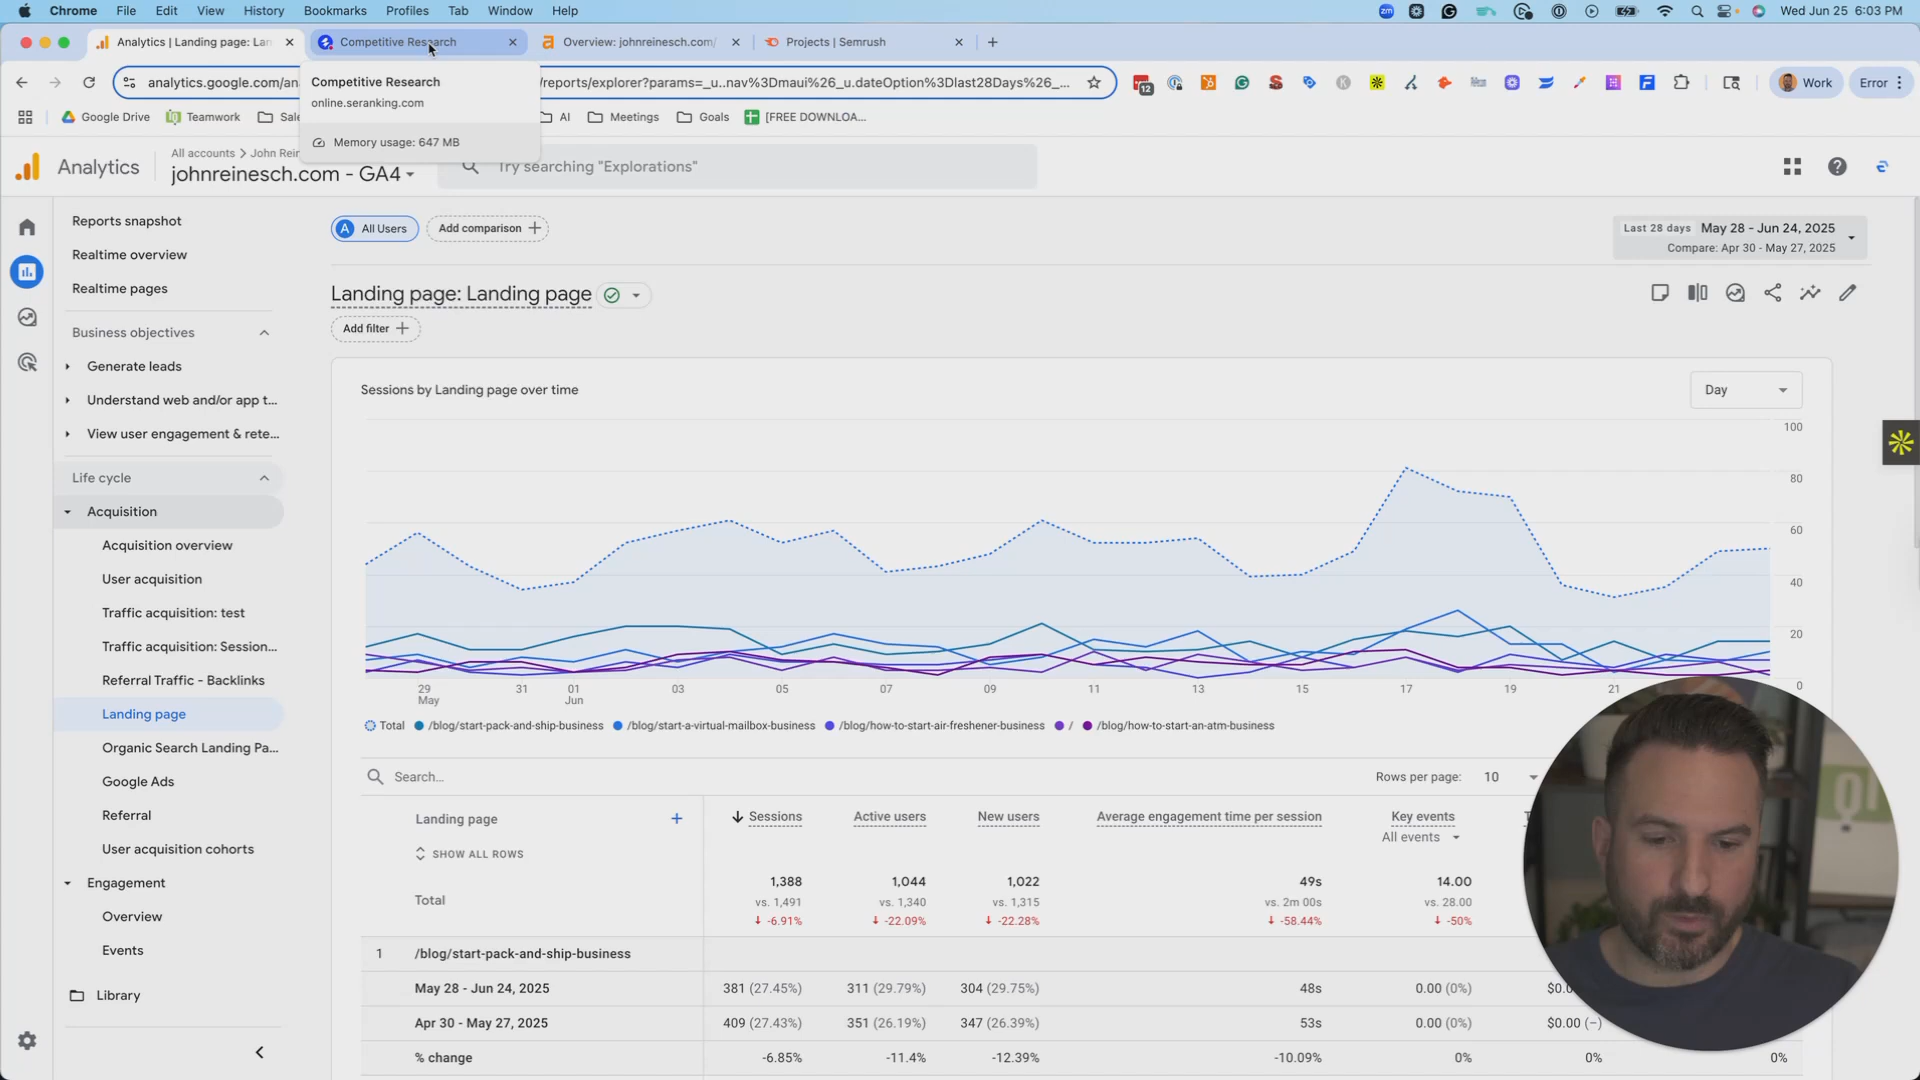 Chrome File Edit View History Bookmarks Profiles Tab Window Help
Wed Jun 25 6:03 PM
Analytics | Landing page: Lan
Competitive Research
Overview: johnreinesch.com/
Projects | Semrush
analytics.google.com/an
/reports/explorer?params=_u..nav%3Dmaui%26_u.dateOption%3Dlast28Days%26_...
12
Work
Error
Competitive Research
online.seranking.com
Memory usage: 647 MB
Google Drive
Teamwork
Sale
AI
Meetings
Goals
[FREE DOWNLOA...
Analytics
All accounts > John Rein
johnreinesch.com - GA4
Try searching "Explorations"
Reports snapshot
Realtime overview
Realtime pages
Business objectives
Generate leads
Understand web and/or app t...
View user engagement & rete...
Life cycle
Acquisition
Acquisition overview
User acquisition
Traffic acquisition: test
Traffic acquisition: Session...
Referral Traffic - Backlinks
Landing page
Organic Search Landing Pa...
Google Ads
Referral
User acquisition cohorts
Engagement
Overview
Events
Library
A All Users
Add comparison
Last 28 days May 28 - Jun 24, 2025
Compare: Apr 30 - May 27, 2025
Landing page: Landing page
Add filter
Sessions by Landing page over time
Day
100
80
60
40
20
0
29 May
31
01 Jun
03
05
07
09
11
13
15
17
19
21
Total /blog/start-pack-and-ship-business /blog/start-a-virtual-mailbox-business /blog/how-to-start-air-freshener-business / /blog/how-to-start-an-atm-business
Search...
Rows per page: 10
Landing page
SHOW ALL ROWS
Sessions
Active users
New users
Average engagement time per session
Key events
All events
Total
1,388 1,044 1,022 49s 14.00
vs. 1,491 vs. 1,340 vs. 1,315 vs. 2m 00s vs. 28.00
-6.91% -22.09% -22.28% -58.44% -50%
1 /blog/start-pack-and-ship-business
May 28 - Jun 24, 2025 381 (27.45%) 311 (29.79%) 304 (29.75%) 48s 0.00 (0%) $0.0
Apr 30 - May 27, 2025 409 (27.43%) 351 (26.19%) 347 (26.39%) 53s 0.00 (0%) $0.00 (–)
% change -6.85% -11.4% -12.39% -10.09% 0% 0% 0%